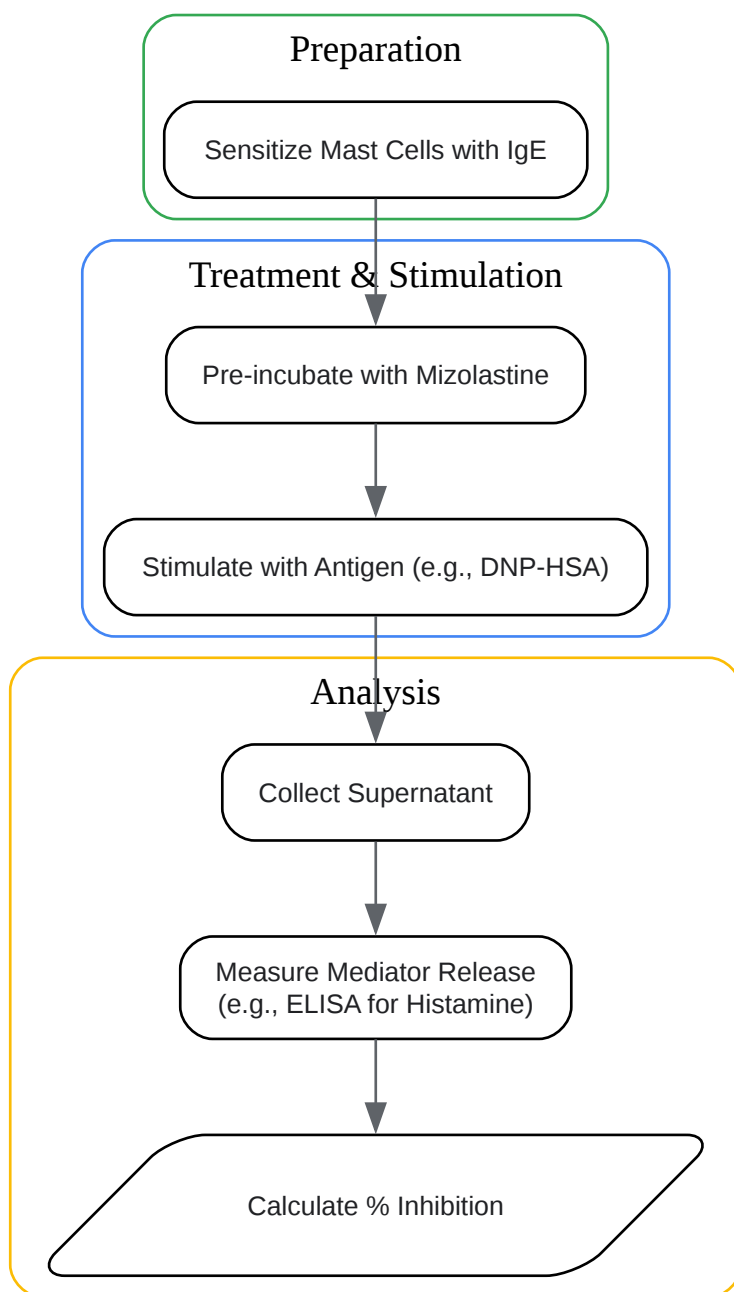 Preparation
Sensitize Mast Cells with IgE
Treatment & Stimulation
Pre-incubate with Mizolastine
Stimulate with Antigen (e.g., DNP-HSA)
Analysis
Collect Supernatant
Measure Mediator Release
(e.g., ELISA for Histamine)
Calculate % Inhibition